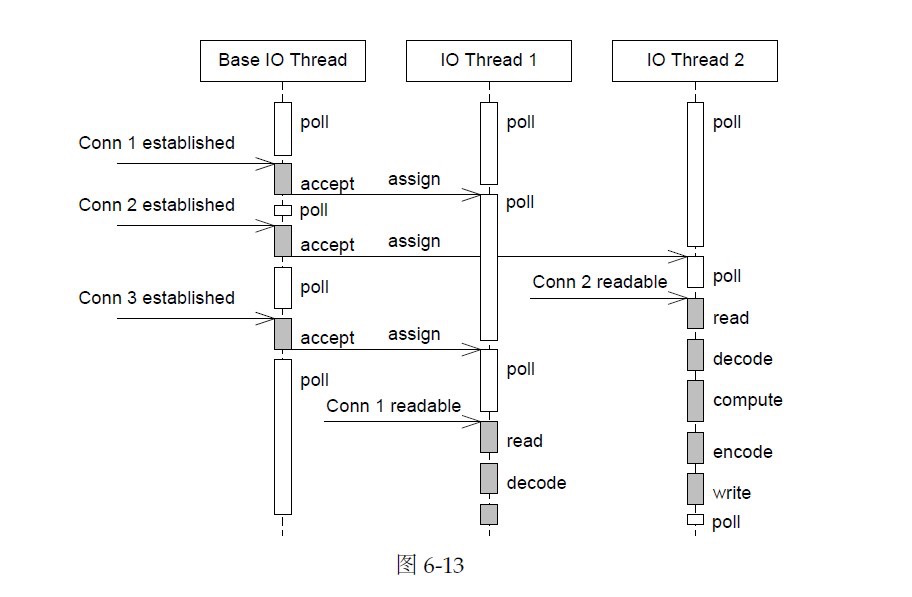 Base IO Thread
IO Thread 1
IO Thread 2
poll
poll
poll
Conn 1 established
accept
assign
Conn 2 established
poll
poll
accept
assign
poll
Conn 2 readable
poll
Conn 3 established
read
accept
assign
decode
poll
poll
Conn 1 readable
compute
read
encode
decode
write
poll
图 6-13